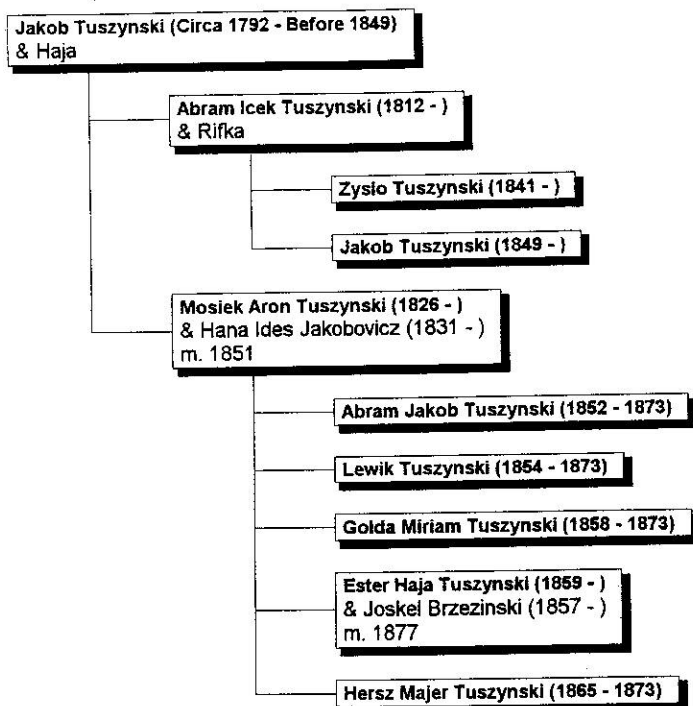 Jakob Tuszynski (Circa 1792 - Before 1849)
& Haja
Abram Icek Tuszynski (1812 - )
& Rifka
Zyslo Tuszynski (1841 - )
Jakob Tuszynski (1849 - )
Mosiek Aron Tuszynski (1826 - )
& Hana Ides Jakobovicz (1831 - )
m. 1851
Abram Jakob Tuszynski (1852 - 1873)
Lewik Tuszynski (1854 - 1873)
Golda Miriam Tuszynski (1858 - 1873)
Ester Haja Tuszynski (1859 - )
& Joskel Brzezinski (1857 - )
m. 1877
Hersz Majer Tuszynski (1865 - 1873)